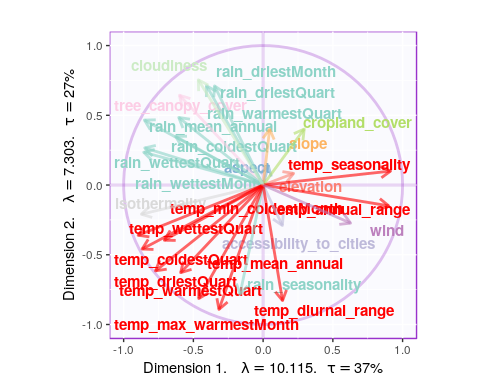 1.0
cloudiness
rain_driestMonth
rain_driestQuart
tree_canopy_cover
0.5
rain_warmestQuart
rain_mean_annual
cropland_cover
rain_coldestQuart
slope
rain_wettestQuart
aspect
temp_seasonality
0.0
rain_wettestMont
elevation
isothermality
temp_min_coldestMonth
temp_annual_range
temp_wettestQuart
wind
accessibility_to_cities
-0.5
temp_coldestQuart
temp_mean_annual
temp_driestQuart
rain_seasonality
temp_warmestQuart
temp_diurnal_range
-1.0
temp_max_warmestMonth
-1.0
-0.5
0.0
0.5
1.0
Dimension 1. λ = 10.115. τ = 37%
Dimension 2. λ = 7.303. τ = 27%